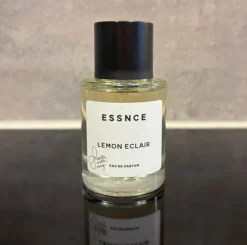 ESSNCE
LEMON ECLAIR
EAU DE PARFUM